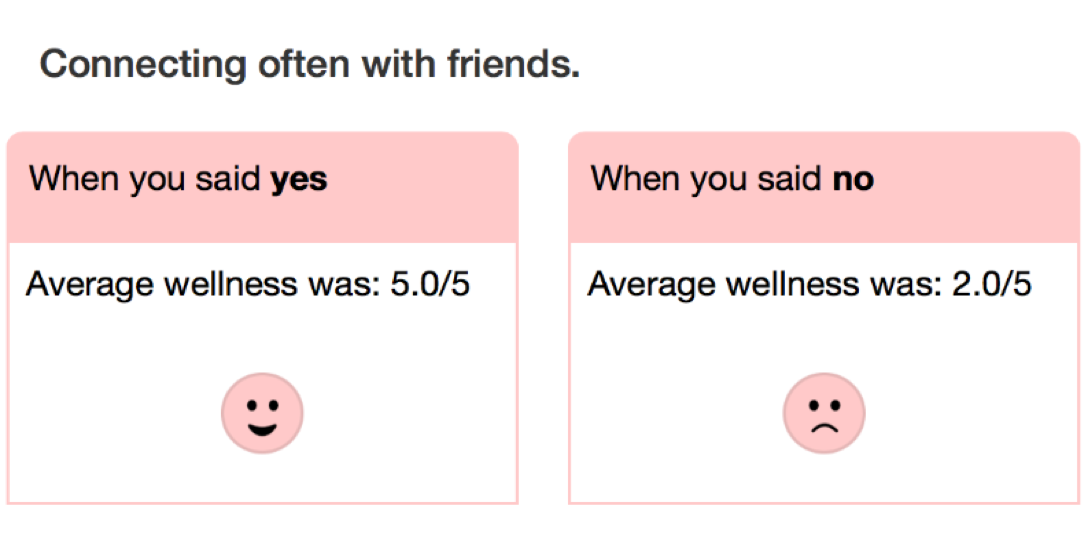 Connecting often with friends.
When you said yes
Average wellness was: 5.0/5
When you said no
Average wellness was: 2.0/5